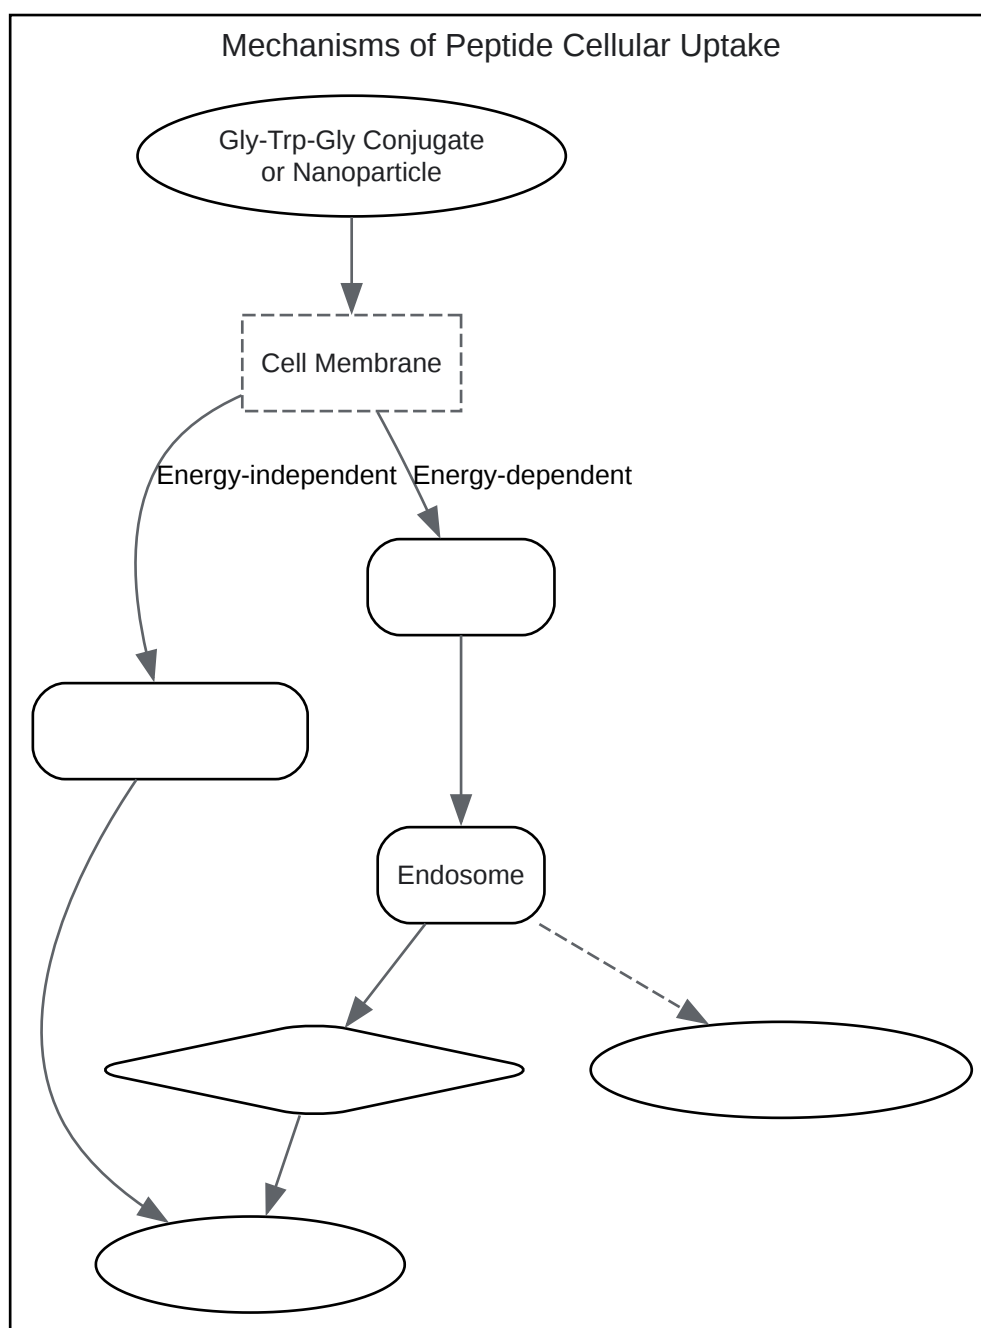 Mechanisms of Peptide Cellular Uptake
Gly-Trp-Gly Conjugate
or Nanoparticle
Cell Membrane
Energy-independent
Energy-dependent
Endosome